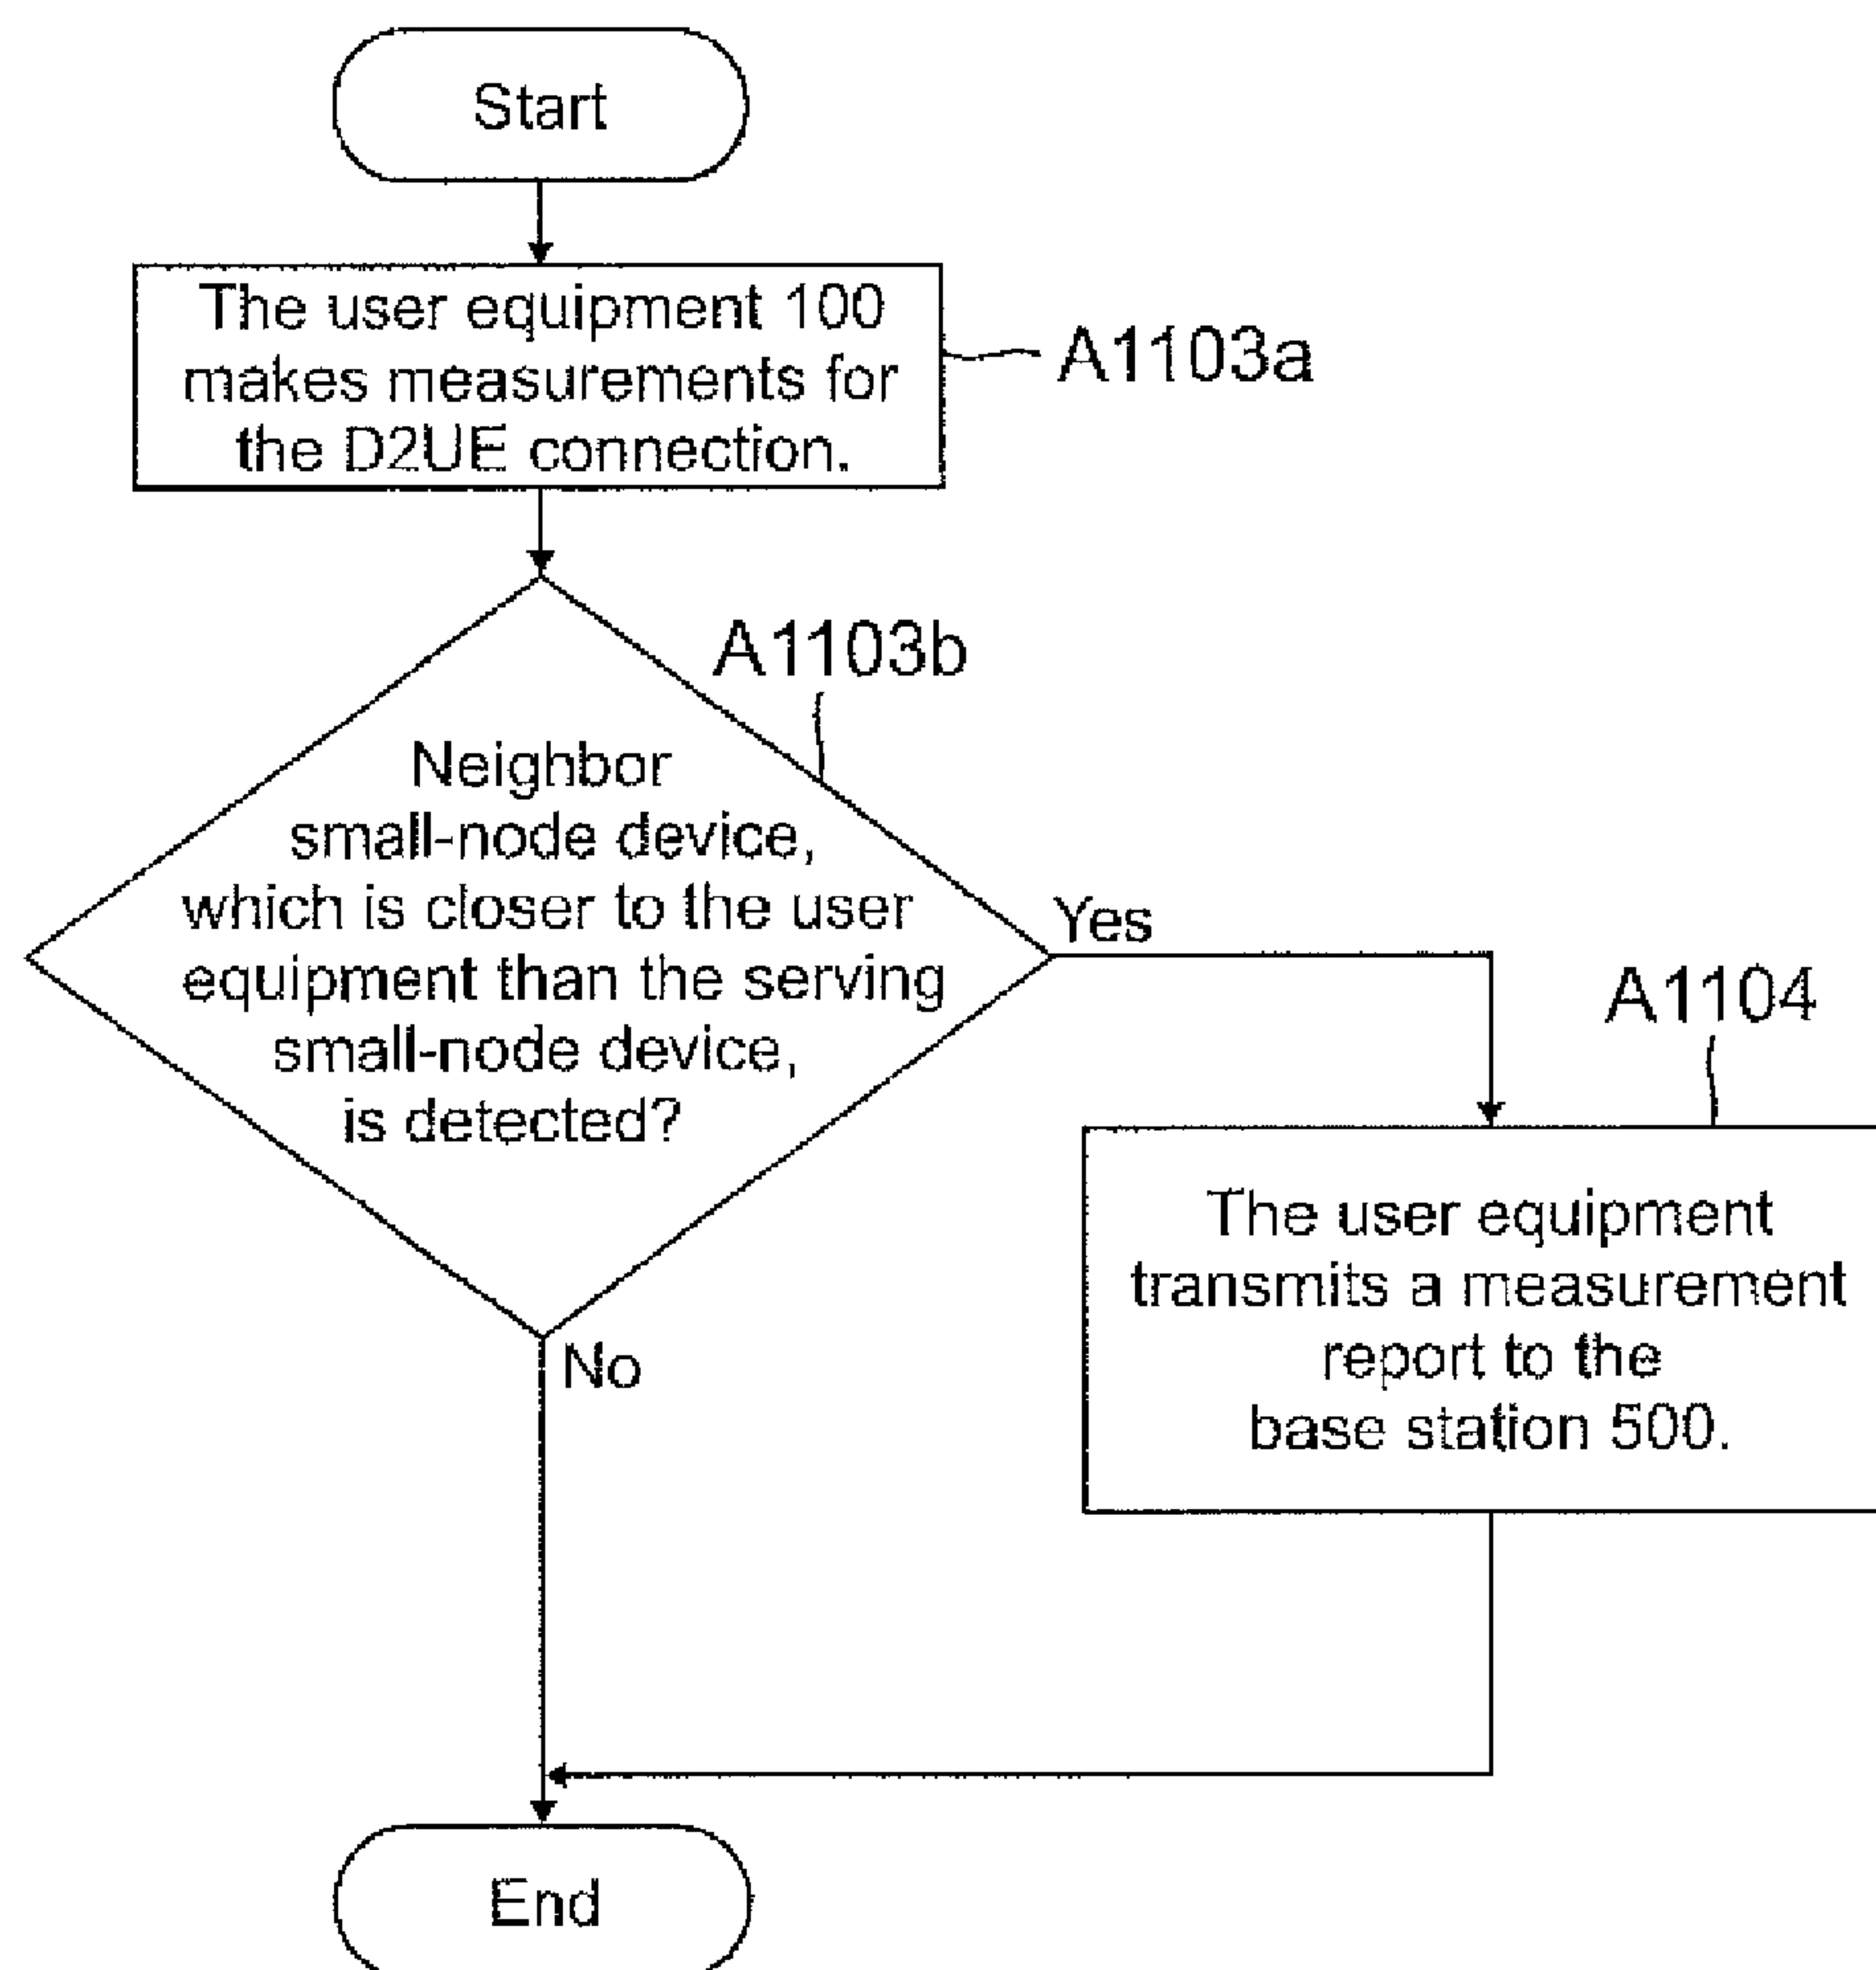 Start
The user equipment 100
makes measurements for
the D2UE connection.
A1103a
A1103b
Neighbor
small-node device,
which is closer to the user
equipment than the serving
small-node device,
is detected?
Yes
No
A1104
The user equipment
transmits a measurement
report to the
base station 500.
End